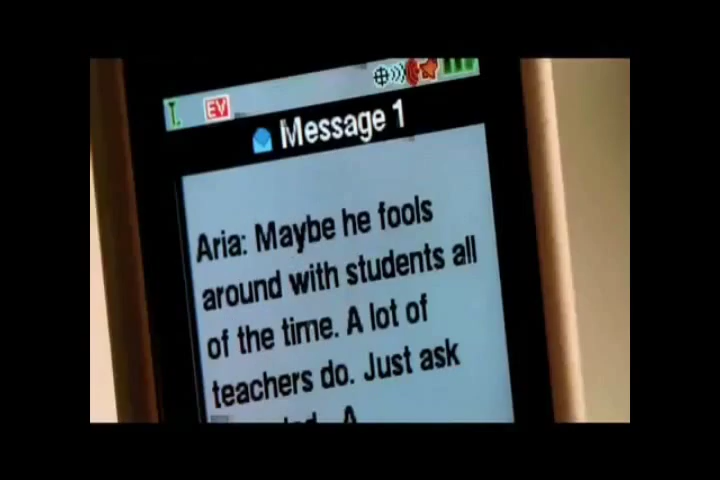 EV
Message 1
Aria: Maybe he fools
around with students all
of the time. A lot of
teachers do. Just ask